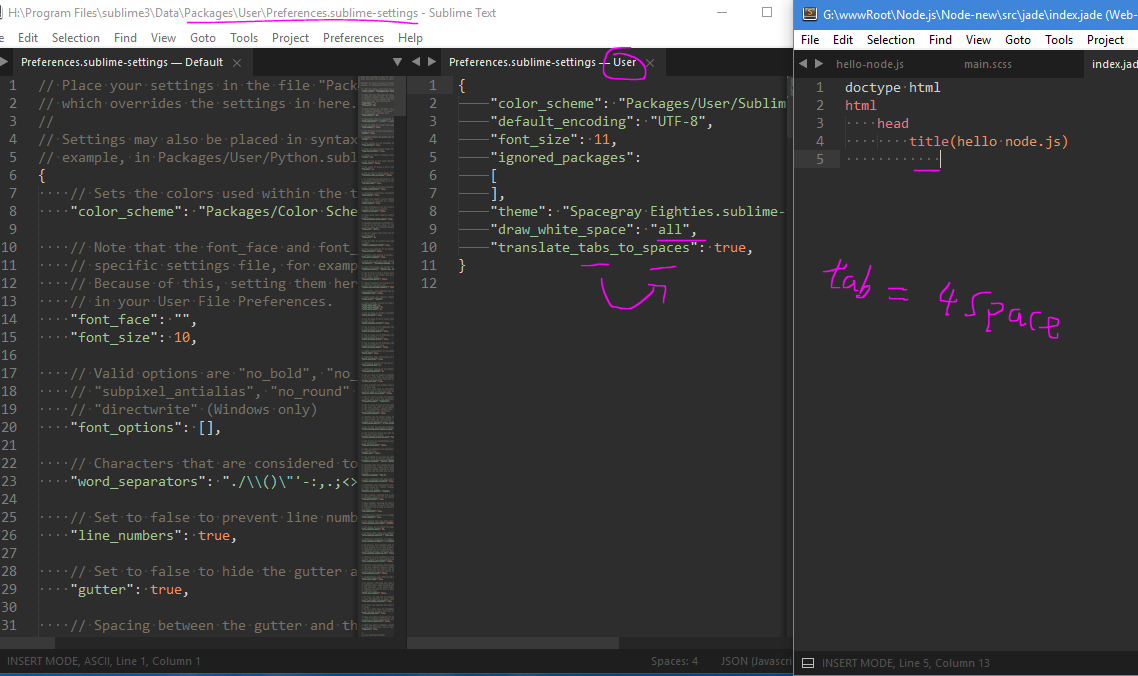 H:\Program Files\sublime3\Data\Packages\User\Preferences.sublime-settings - Sublime Text
Edit Selection Find View Goto Tools Project Preferences Help
Preferences.sublime-settings — Default
1 // Place your settings in the file "Pack
2 // which overrides the settings in here.
3 //
4 // Settings may also be placed in syntax
5 // example, in Packages/User/Python.subl
6 {
7 // Sets the colors used within the t
8 "color_scheme": "Packages/Color Sche
9
10 // Note that the font_face and font_
11 // specific settings file, for examp
12 // Because of this, setting them her
13 // in your User File Preferences.
14 "font_face": "",
15 "font_size": 10,
16
17 // Valid options are "no_bold", "no_
18 // "subpixel_antialias", "no_round"
19 // "directwrite" (Windows only)
20 "font_options": [],
21
22 // Characters that are considered to
23 "word_separators": "./\\()\"'-:,.;<>
24
25 // Set to false to prevent line numb
26 "line_numbers": true,
27
28 // Set to false to hide the gutter a
29 "gutter": true,
30
31 // Spacing between the gutter and th
INSERT MODE, ASCII, Line 1, Column 1
Preferences.sublime-settings — User
1 {
2 "color_scheme": "Packages/User/Sublim
3 "default_encoding": "UTF-8",
4 "font_size": 11,
5 "ignored_packages":
6 [
7 ],
8 "theme": "Spacegray Eighties.sublime-
9 "draw_white_space": "all",
10 "translate_tabs_to_spaces": true,
11 }
12
Spaces: 4 JSON (Javascri
G:\wwwRoot\Node.js\Node-new\src\jade\index.jade (Web-
File Edit Selection Find View Goto Tools Project
hello-node.js main.scss index.jad
1 doctype html
2 html
3 ····head
4 ········title(hello·node.js)
5 ············
tab = 4 space
INSERT MODE, Line 5, Column 13